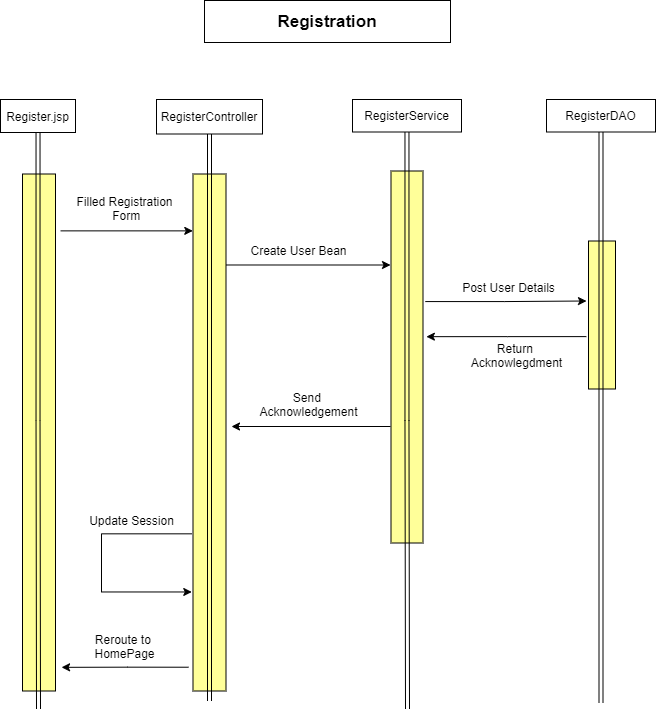 Registration
Register.jsp
RegisterController
RegisterService
RegisterDAO
Filled Registration
Form
Create User Bean
Post User Details
Return
Acknowlegdment
Send
Acknowledgement
Update Session
Reroute to
HomePage